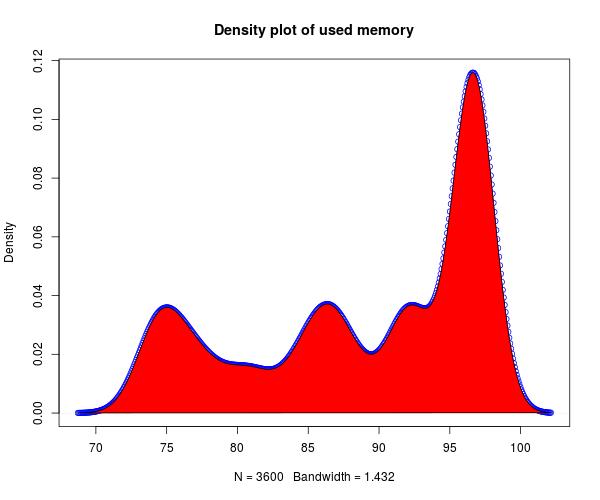 Density plot of used memory
0.12
0.10
0.08
0.06
0.04
0.02
0.00
Density
70 75 80 85 90 95 100
N = 3600 Bandwidth = 1.432